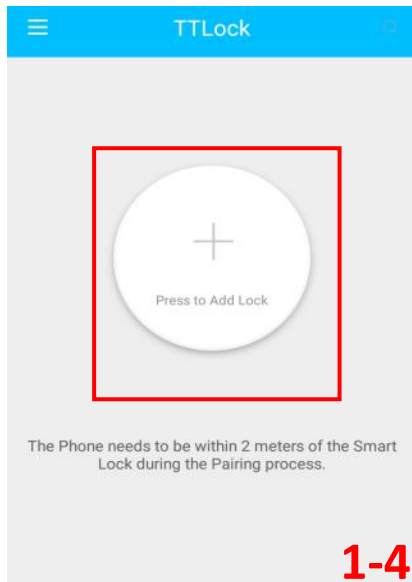 TTLock
Press to Add Lock
The Phone needs to be within 2 meters of the Smart
Lock during the Pairing process.
1-4